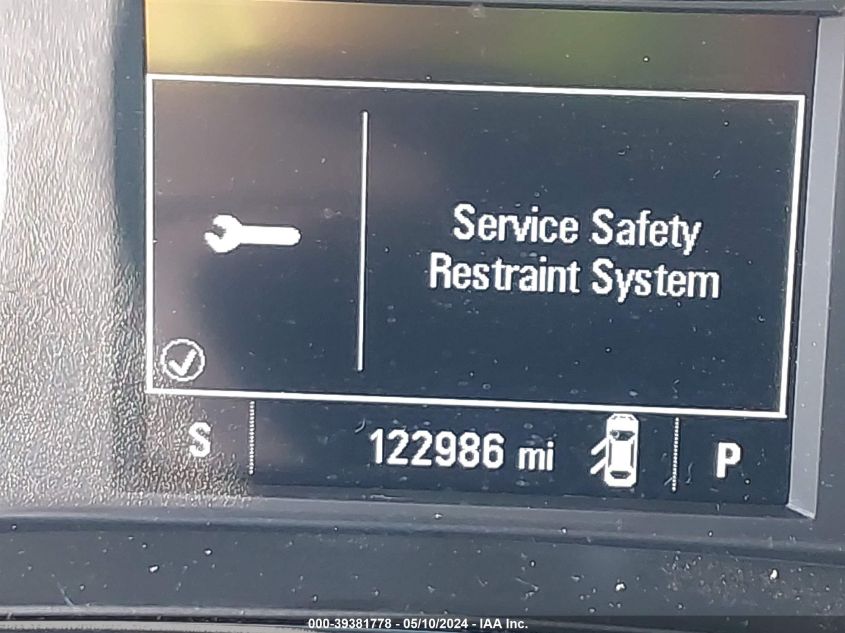 Service Safety
Restraint System
S 122986 mi P
000-39381778 - 05/10/2024 - IAA Inc.